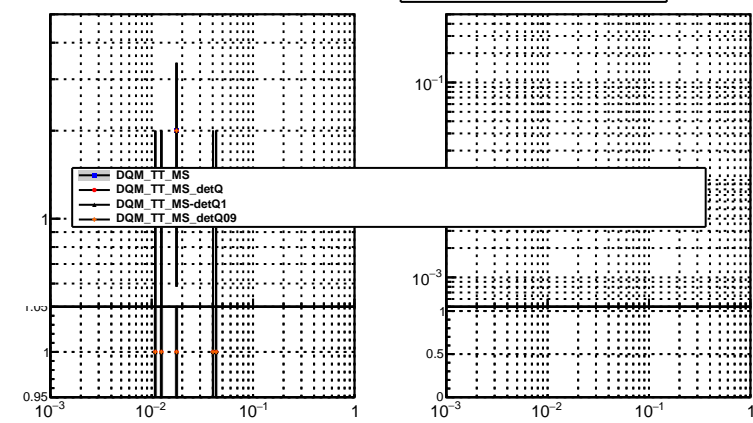 10⁻¹
DQM_TT_MS
DQM_TT_MS_detQ
DQM_TT_MS-detQ1
DQM_TT_MS_detQ09
1
10⁻³
1
1
0.5
0.95
0
10⁻³ 10⁻² 10⁻¹ 1
10⁻³ 10⁻² 10⁻¹ 1